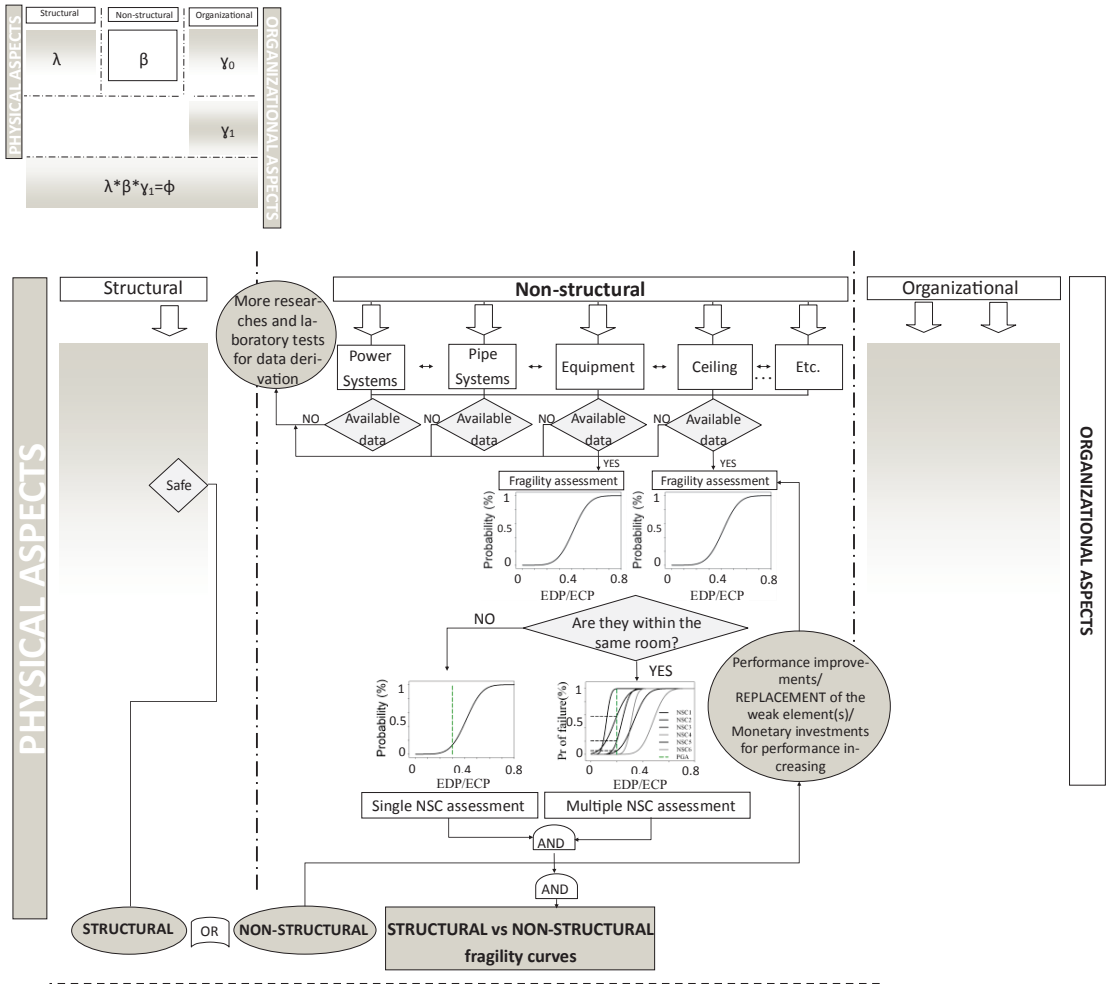 Structural
Non-structural
Organizational
PHYSICAL ASPECTS
ORGANIZATIONAL ASPECTS
λ
β
ɣ0
ɣ1
λ*β*ɣ1=ϕ
Structural
Non-structural
Organizational
PHYSICAL ASPECTS
ORGANIZATIONAL ASPECTS
More resear-
ches and la-
boratory tests
for data deri-
vation
Power
Systems
Pipe
Systems
Equipment
Ceiling
...
Etc.
NO
Available
data
NO
Available
data
NO
Available
data
NO
Available
data
YES
YES
Safe
Fragility assessment
Fragility assessment
Probability (%)
1
0.5
0
0
0.4
0.8
EDP/ECP
Probability (%)
1
0.5
0
0
0.4
0.8
EDP/ECP
NO
Are they within the
same room?
YES
Probability (%)
1
0.5
0
0
0.4
0.8
EDP/ECP
Pr of failure(%)
1
0.5
0
0
0.4
0.8
EDP/ECP
NSC1
NSC2
NSC3
NSC4
NSC5
NSC6
PGA
Performance improve-
ments/
REPLACEMENT of the
weak element(s)/
Monetary investments
for performance in-
creasing
Single NSC assessment
Multiple NSC assessment
AND
AND
STRUCTURAL
OR
NON-STRUCTURAL
STRUCTURAL vs NON-STRUCTURAL
fragility curves